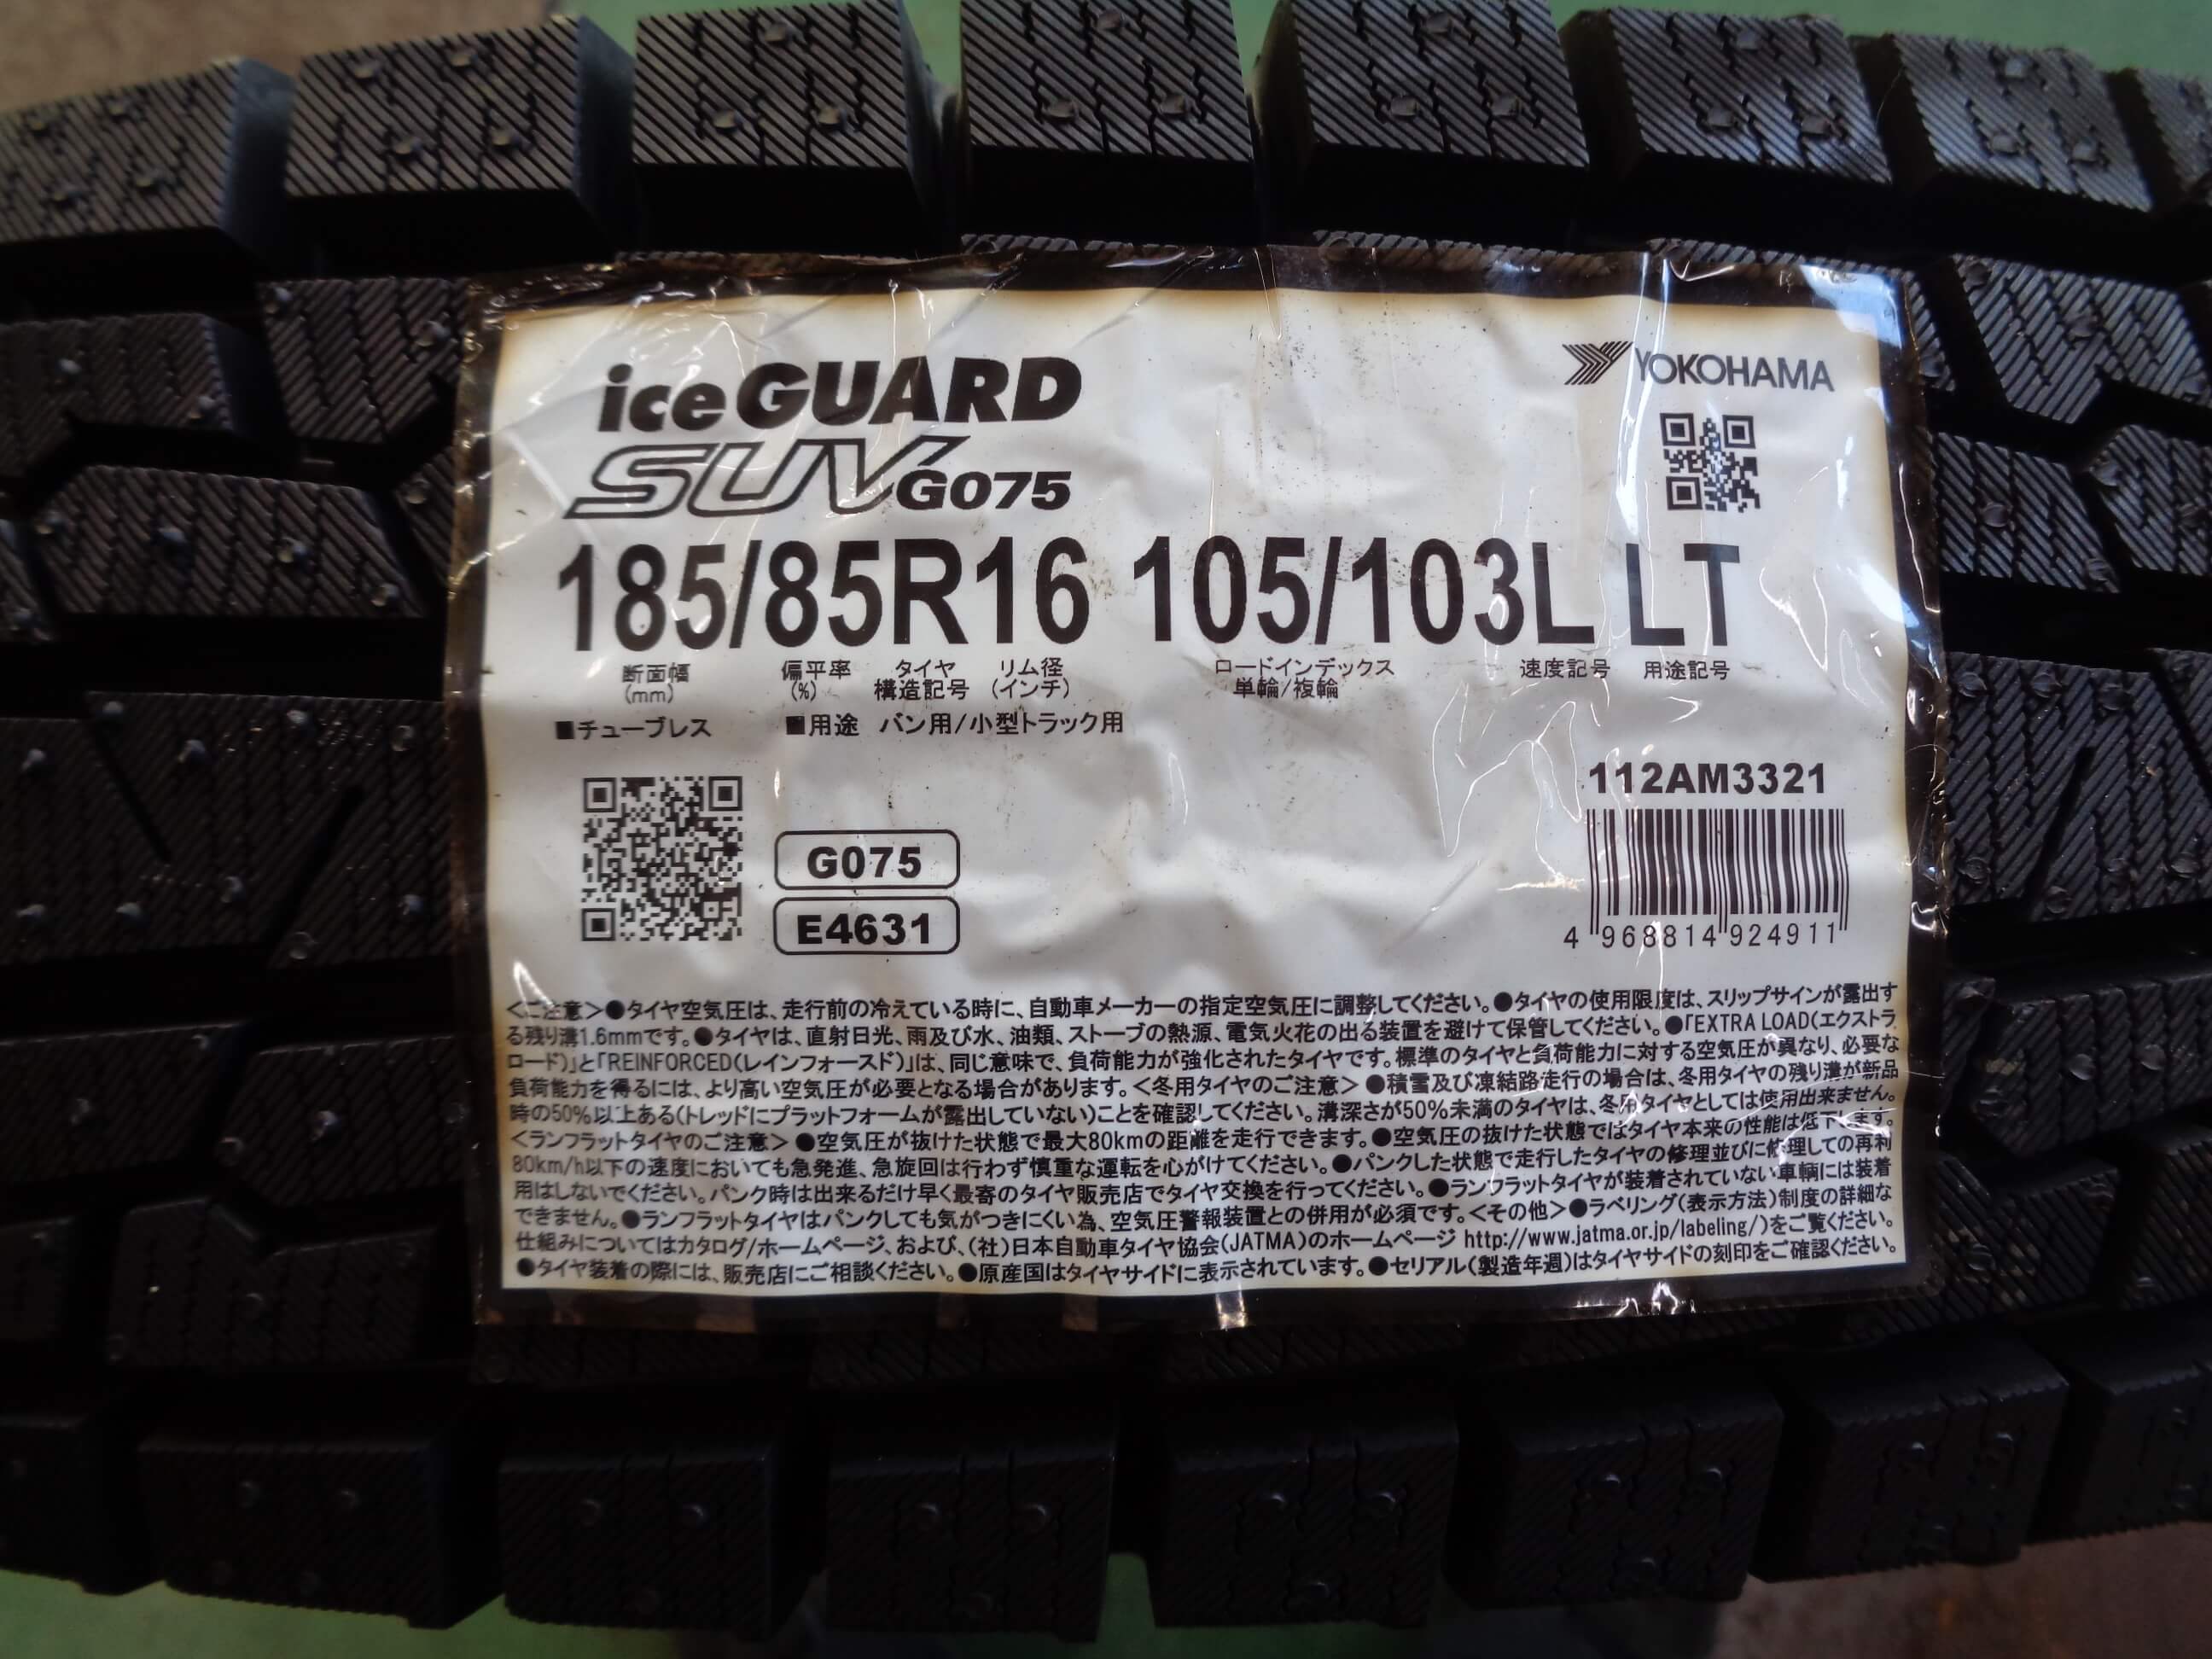 iceGUARD
YOKOHAMA
SUV G075
185/85R16 105/103L LT
断面幅 偏平率 タイヤ リム径 ロードインデックス 速度記号 用途記号
(mm) (%) 構造記号 (インチ) 単輪/複輪
■チューブレス ■用途 バン用/小型トラック用
112AM3321
G075
E4631
4 968814 924911
<ご注意>●タイヤ空気圧は、走行前の冷えている時に、自動車メーカーの指定空気圧に調整してください。●タイヤの使用限度は、スリップサインが露出す
る残り溝1.6mmです。●タイヤは、直射日光、雨及び水、油類、ストーブの熱源、電気火花の出る装置を避けて保管してください。●「EXTRA LOAD(エクストラ
ロード)」と「REINFORCED(レインフォースド)」は、同じ意味で、負荷能力が強化されたタイヤです。標準のタイヤと負荷能力に対する空気圧が異なり、必要な
負荷能力を得るには、より高い空気圧が必要となる場合があります。<冬用タイヤのご注意>●積雪及び凍結路走行の場合は、冬用タイヤの残り溝が新品
時の50%以上ある(トレッドにプラットフォームが露出していない)ことを確認してください。溝深さが50%未満のタイヤは、冬用タイヤとしては使用出来ません。
<ランフラットタイヤのご注意>●空気圧が抜けた状態で最大80kmの距離を走行できます。●空気圧の抜けた状態ではタイヤ本来の性能は低下します。
80km/h以下の速度においても急発進、急旋回は行わず慎重な運転を心がけてください。●パンクした状態で走行したタイヤの修理並びに修理しての再利
用はしないでください。パンク時は出来るだけ早く最寄のタイヤ販売店でタイヤ交換を行ってください。●ランフラットタイヤが装着されていない車輌には装着
できません。●ランフラットタイヤはパンクしても気がつきにくい為、空気圧警報装置との併用が必須です。<その他>●ラベリング(表示方法)制度の詳細な
仕組みについてはカタログ/ホームページ、および、(社)日本自動車タイヤ協会(JATMA)のホームページ http://www.jatma.or.jp/labeling/)をご覧ください。
●タイヤ装着の際には、販売店にご相談ください。●原産国はタイヤサイドに表示されています。●セリアル(製造年週)はタイヤサイドの刻印をご確認ください。